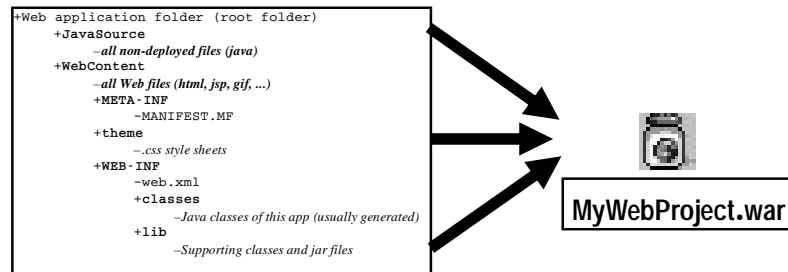 +Web application folder (root folder)
+JavaSource
–all non-deployed files (java)
+WebContent
–all Web files (html, jsp, gif, ...)
+META-INF
-MANIFEST.MF
+theme
–.css style sheets
+WEB-INF
-web.xml
+classes
–Java classes of this app (usually generated)
+lib
–Supporting classes and jar files
MyWebProject.war